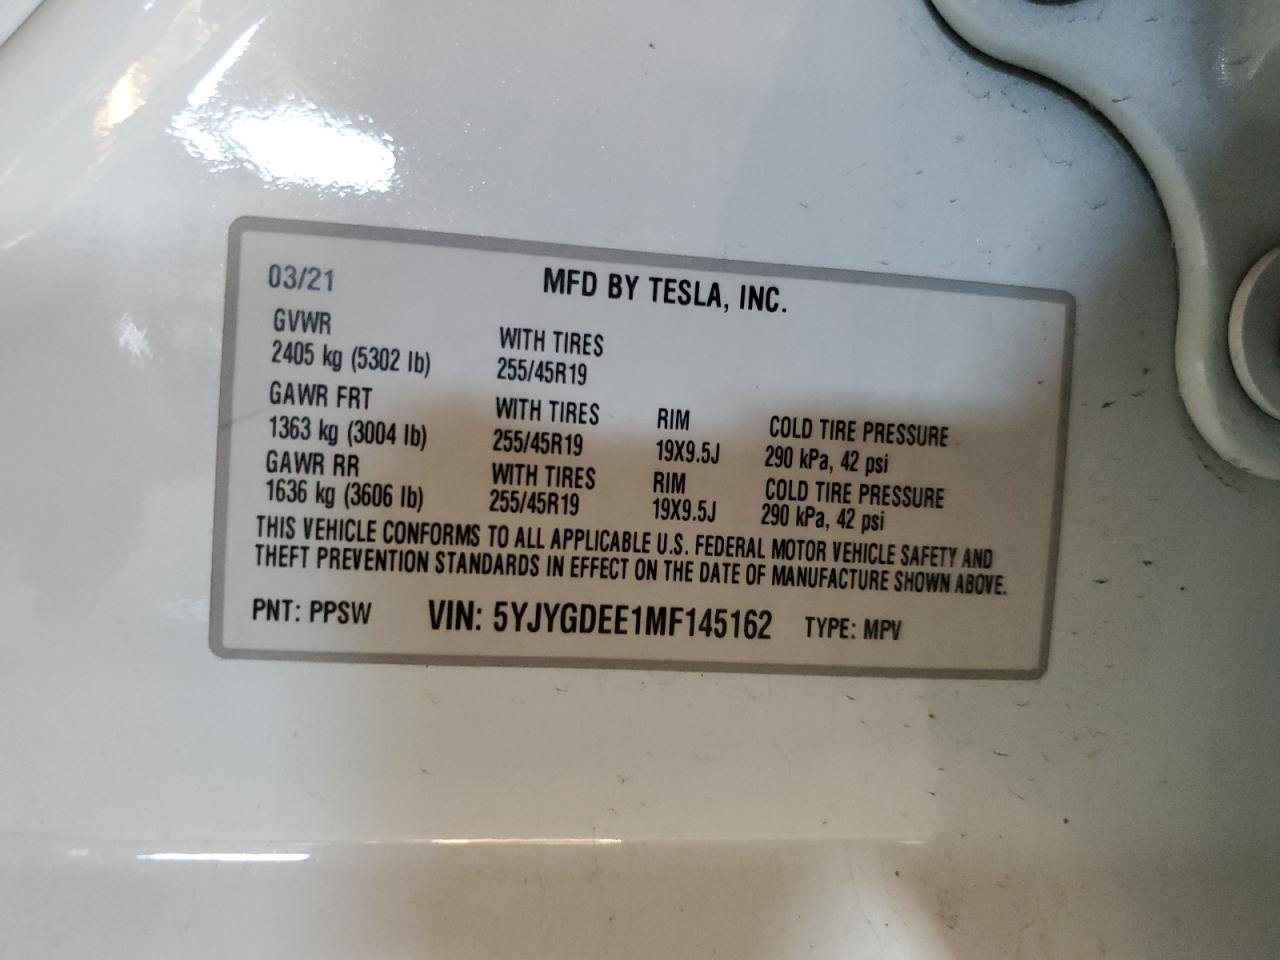 03/21 MFD BY TESLA, INC.
GVWR WITH TIRES
2405 kg (5302 lb) 255/45R19
GAWR FRT WITH TIRES RIM COLD TIRE PRESSURE
1363 kg (3004 lb) 255/45R19 19X9.5J 290 kPa, 42 psi
GAWR RR WITH TIRES RIM COLD TIRE PRESSURE
1636 kg (3606 lb) 255/45R19 19X9.5J 290 kPa, 42 psi
THIS VEHICLE CONFORMS TO ALL APPLICABLE U.S. FEDERAL MOTOR VEHICLE SAFETY AND
THEFT PREVENTION STANDARDS IN EFFECT ON THE DATE OF MANUFACTURE SHOWN ABOVE.
PNT: PPSW VIN: 5YJYGDEE1MF145162 TYPE: MPV